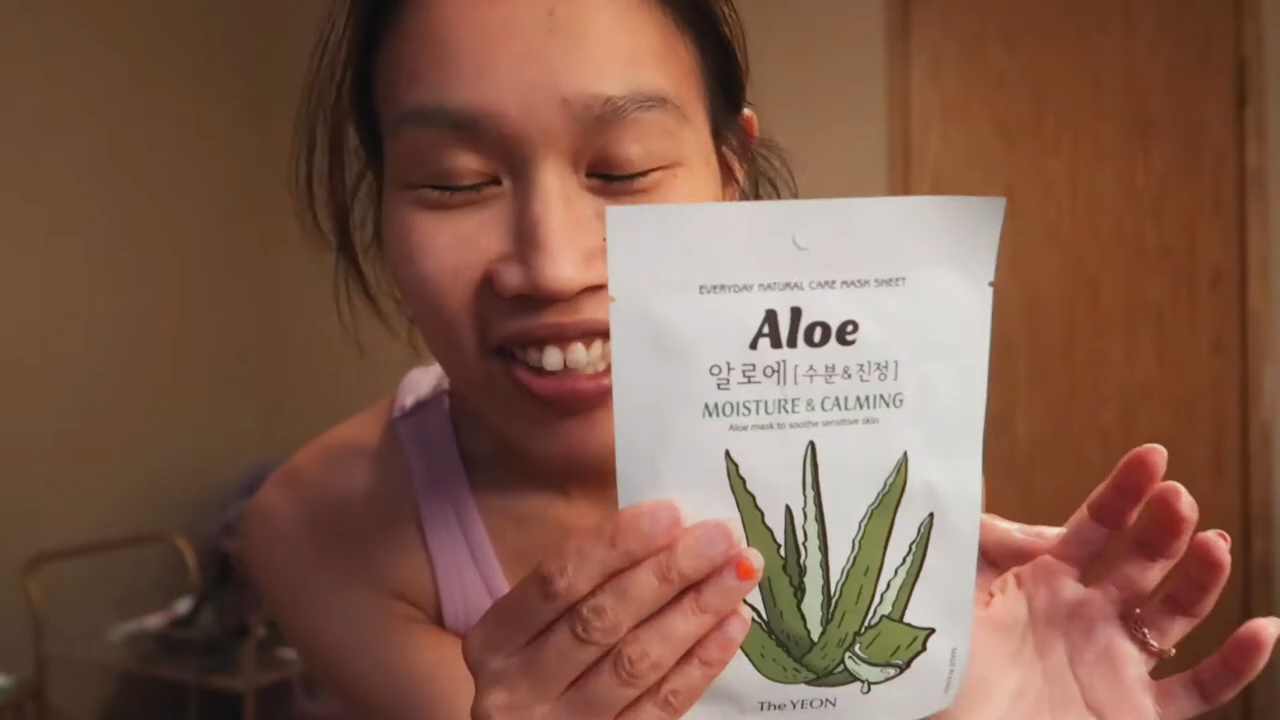 EVERYDAY NATURAL CARE MASK SHEET
Aloe
알로에 [수분&진정]
MOISTURE & CALMING
Aloe mask to soothe sensitive skin
The YEON